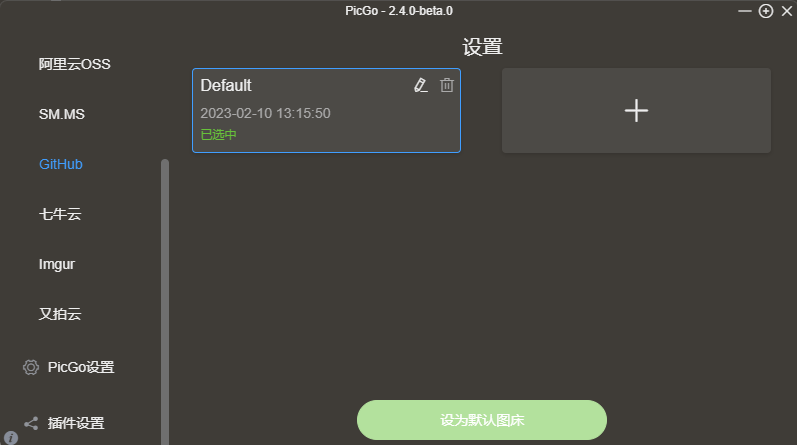 PicGo - 2.4.0-beta.0
阿里云OSS
SM.MS
GitHub
七牛云
Imgur
又拍云
PicGo设置
插件设置
设置
Default
2023-02-10 13:15:50
已选中
设为默认图床